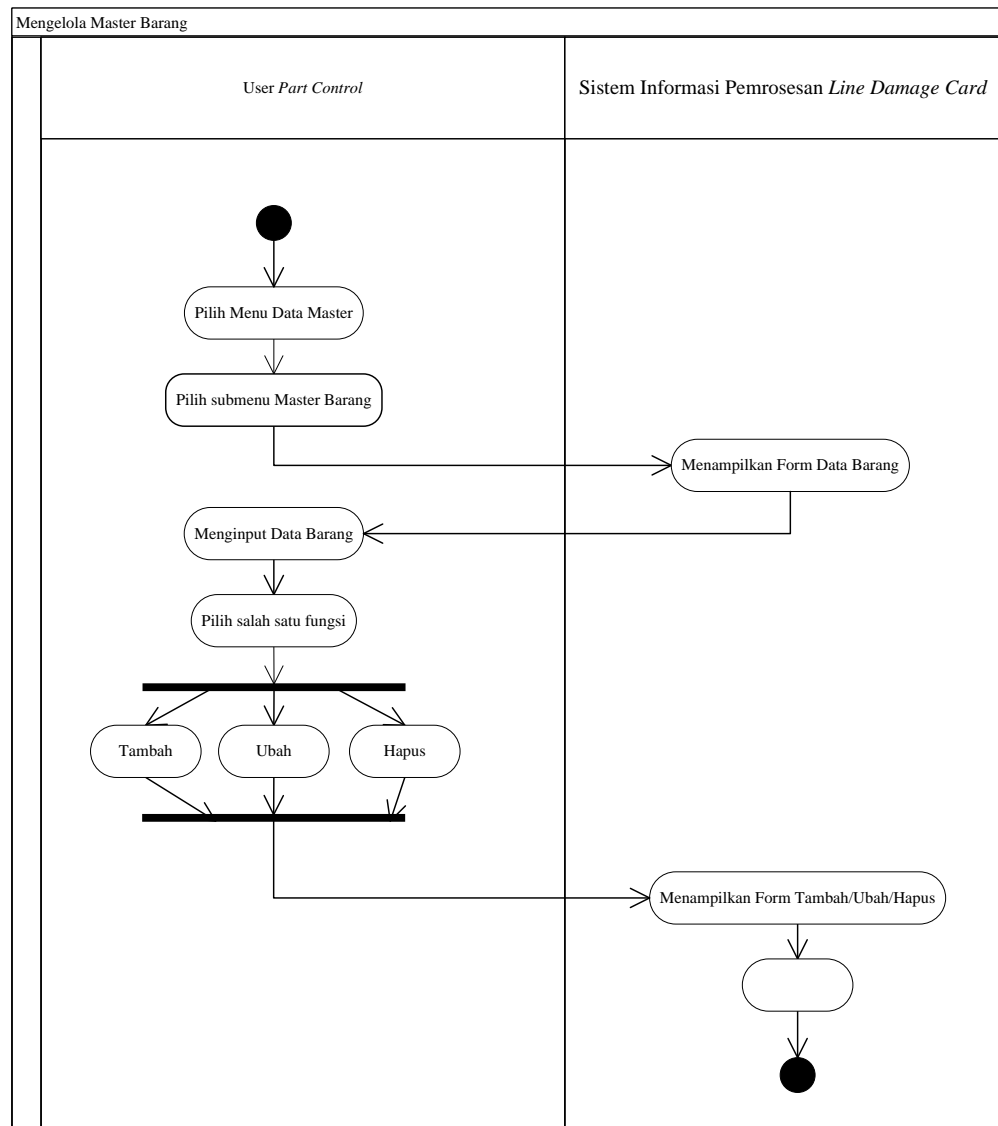 Mengelola Master Barang
User Part Control
Sistem Informasi Pemrosesan Line Damage Card
Pilih Menu Data Master
Pilih submenu Master Barang
Menampilkan Form Data Barang
Menginput Data Barang
Pilih salah satu fungsi
Tambah
Ubah
Hapus
Menampilkan Form Tambah/Ubah/Hapus